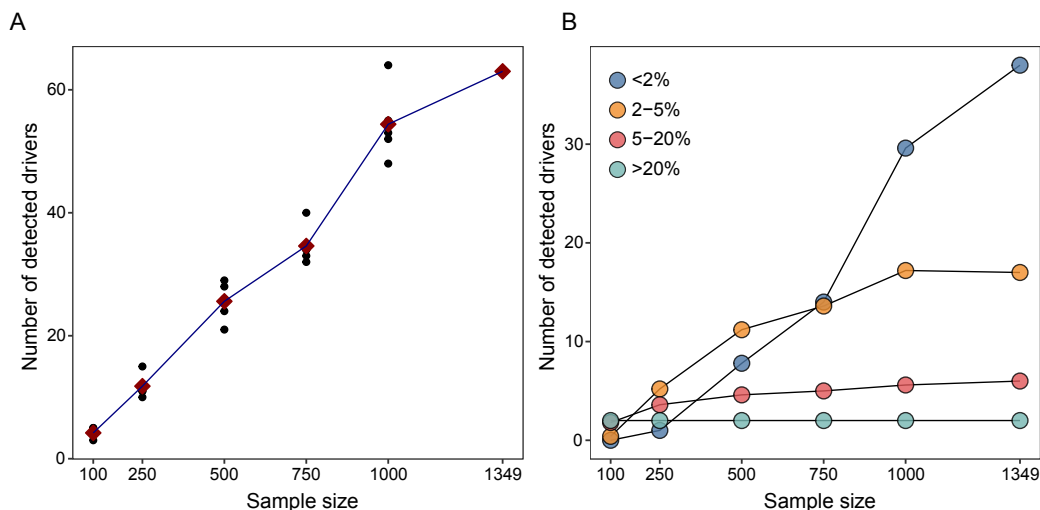 A
Number of detected drivers
60
40
20
0
100 250 500 750 1000 1349
Sample size
B
Number of detected drivers
<2%
2−5%
5−20%
>20%
30
20
10
0
100 250 500 750 1000 1349
Sample size